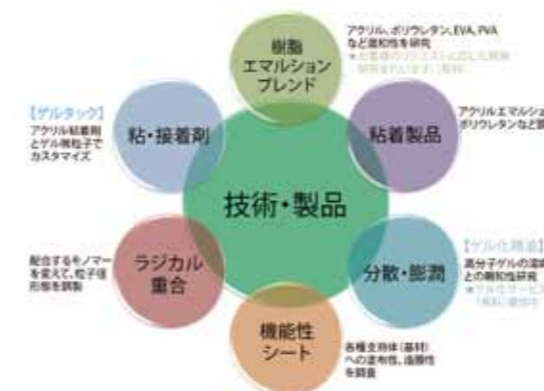 樹脂
エマルション
ブレンド
アクリル、ポリウレタン、EVA、PVA
など混和性を研究
【ゲルタック】
アクリル粘着剤
とゲル微粒子で
カスタマイズ
粘・接着剤
粘着製品
アクリルエマルショ
ポリウレタンなど
技術・製品
配合するモノマー
を変えて、粒子径
形態を調製
ラジカル
重合
分散・膨潤
【ゲル化精油】
高分子ゲルの溶媒
との親和性研究
機能性
シート
各種支持体(基材)
への塗布性、造膜性
を調査